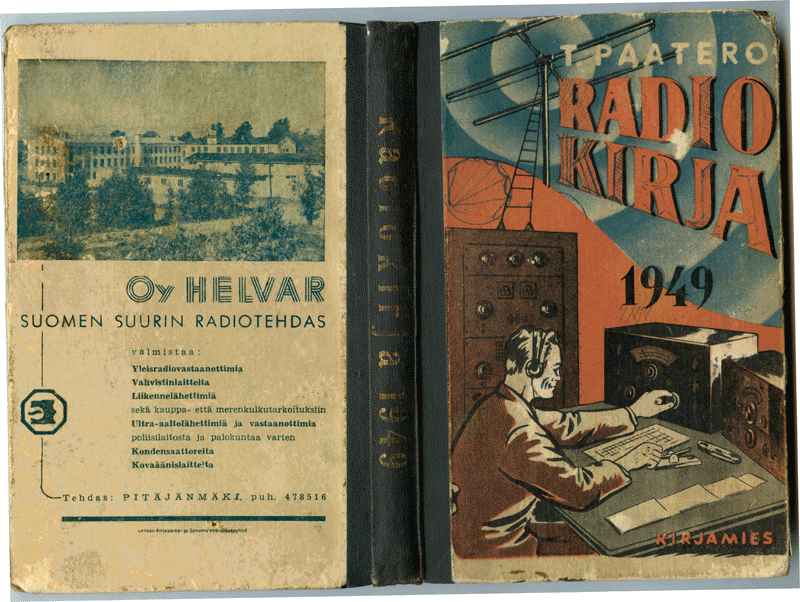 Oy HELVAR
SUOMEN SUURIN RADIOTEHDAS
valmistaa:
Yleisradiovastaanottimia
Vahvistinlaitteita
Liikennelähettimiä
sekä kauppa- että merenkulkutarkoituksiin
Ultra-aaltolähettimiä ja vastaanottimia
poliisilaitosta ja palokuntaa varten
Kondensaattoreita
Kovaäänislaitteita
Tehdas: PITÄJÄNMÄKI, puh. 478516
Radiokirja 1949
T. PAATERO
RADIO
KIRJA
1949
KIRJAMIES